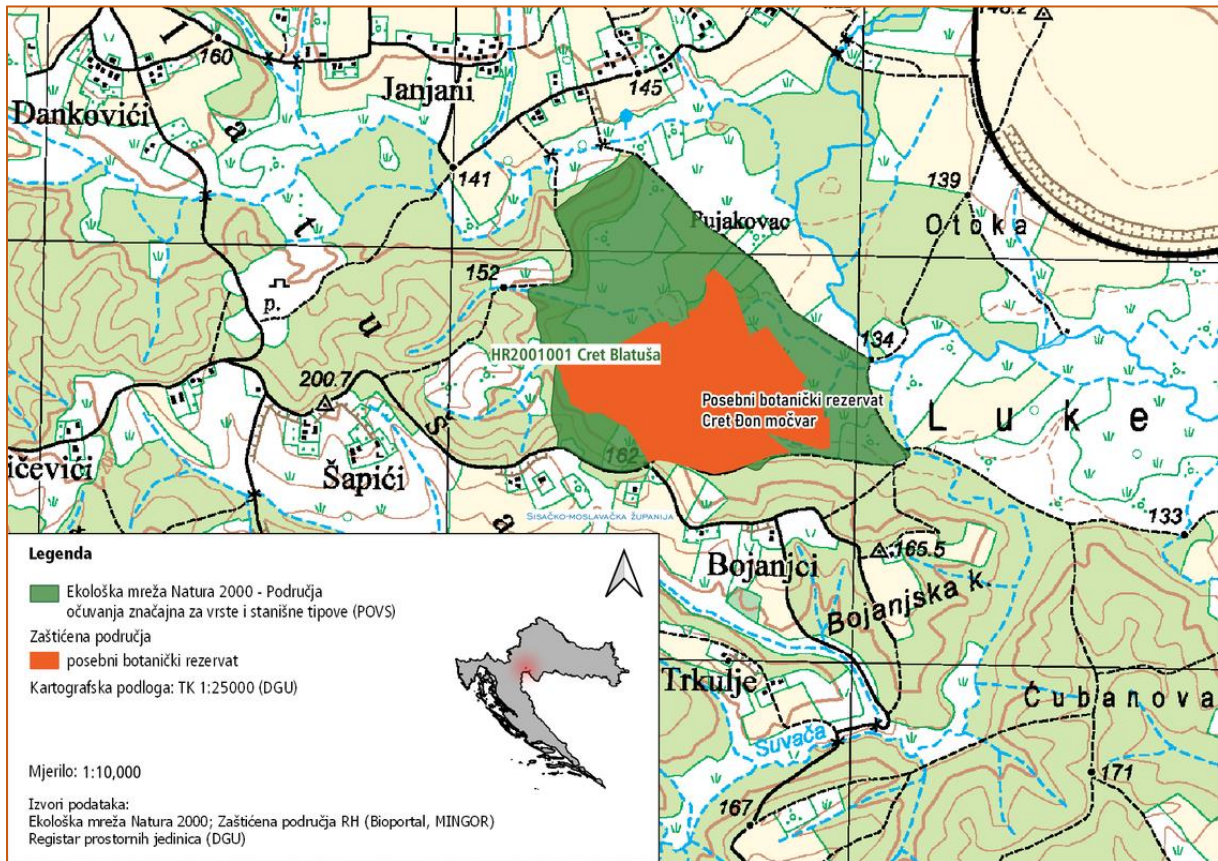 148.2
160
145
Janjani
Dankovići
141
139
Otoka
Pujakovac
152
p.
l a t u š a
134
HR2001001 Cret Blatuša
200.7
Posebni botanički rezervat
Cret Đon močvar
Luke
ičevići
Šapići
162
Sisačko-moslavačka županija
133
Bojanjci
165.5
Bojanjska k.
Trkulje
Čubanova
Suvača
171
167
Legenda
Ekološka mreža Natura 2000 - Područja
očuvanja značajna za vrste i stanišne tipove (POVS)
Zaštićena područja
posebni botanički rezervat
Kartografska podloga: TK 1:25000 (DGU)
Mjerilo: 1:10,000
Izvori podataka:
Ekološka mreža Natura 2000; Zaštićena područja RH (Bioportal, MINGOR)
Registar prostornih jedinica (DGU)